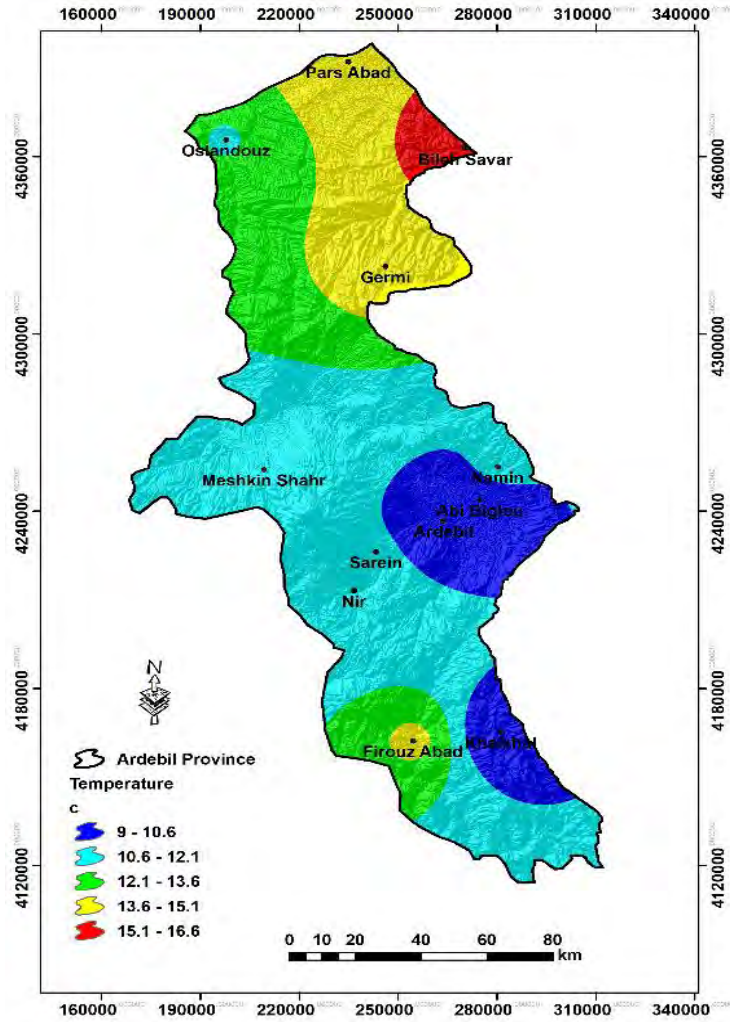 160000 190000 220000 250000 280000 310000 340000
Pars Abad
Oslandouz
Bileh Savar
4360000 4360000
Germi
4300000 4300000
Meshkin Shahr
Namin
Abi Biglou
4240000 4240000
Ardebil
Sarein
Nir
N
4180000 4180000
Khalkhal
Firouz Abad
Ardebil Province
Temperature
c
9 - 10.6
10.6 - 12.1
4120000 4120000
12.1 - 13.6
13.6 - 15.1
15.1 - 16.6
0 10 20 40 60 80
km
160000 190000 220000 250000 280000 310000 340000